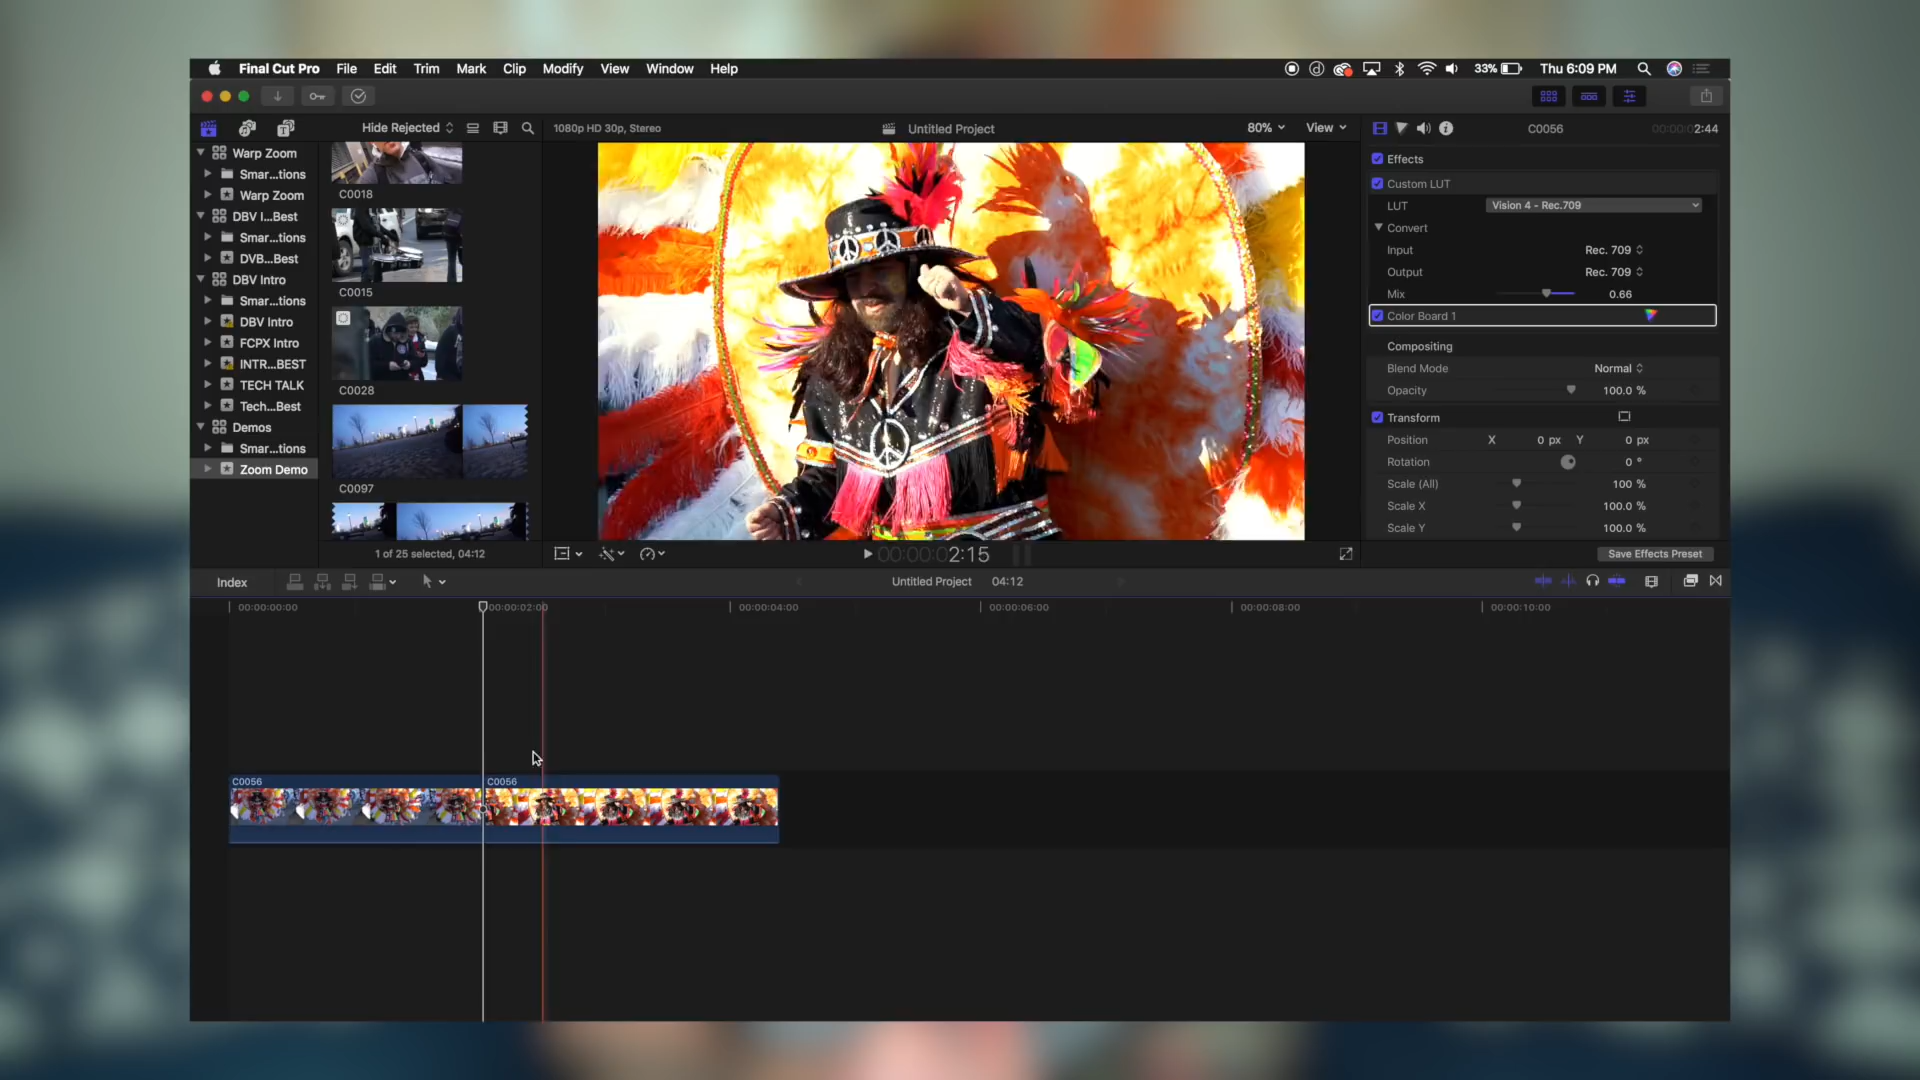 Final Cut Pro File Edit Trim Mark Clip Modify View Window Help 33% Thu 6:09 PM
Hide Rejected 1080p HD 30p, Stereo Untitled Project 80% View C0056 00:00:02:44
Warp Zoom
Smar...tions
Warp Zoom
DBV I...Best
Smar...tions
DVB...Best
DBV Intro
Smar...tions
DBV Intro
FCPX Intro
INTR...BEST
TECH TALK
Tech...Best
Demos
Smar...tions
Zoom Demo
C0018
C0015
C0028
C0097
1 of 25 selected, 04:12
00:00:02:15
Effects
Custom LUT
LUT Vision 4 - Rec.709
Convert
Input Rec. 709
Output Rec. 709
Mix 0.66
Color Board 1
Compositing
Blend Mode Normal
Opacity 100.0 %
Transform
Position X 0 px Y 0 px
Rotation 0 °
Scale (All) 100 %
Scale X 100.0 %
Scale Y 100.0 %
Save Effects Preset
Index Untitled Project 04:12
00:00:00:00 00:00:02:00 00:00:04:00 00:00:06:00 00:00:08:00 00:00:10:00
C0056 C0056